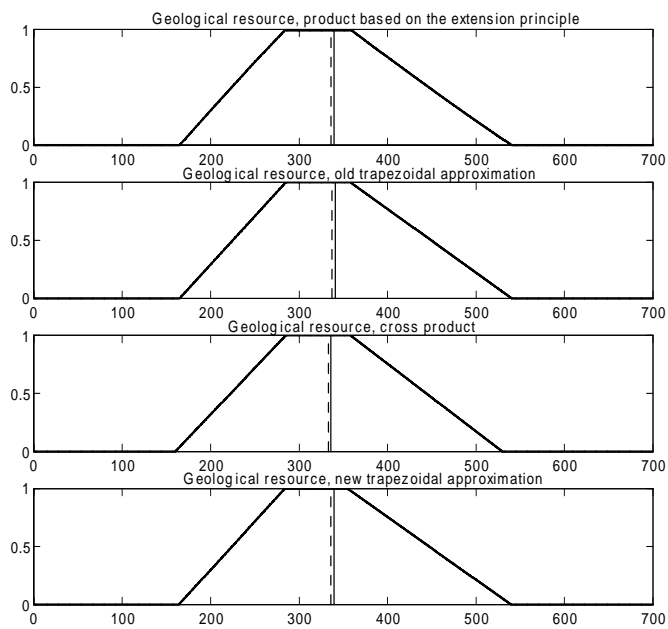 Geological resource, product based on the extension principle
1
0.5
0
0 100 200 300 400 500 600 700
Geological resource, old trapezoidal approximation
1
0.5
0
0 100 200 300 400 500 600 700
Geological resource, cross product
1
0.5
0
0 100 200 300 400 500 600 700
Geological resource, new trapezoidal approximation
1
0.5
0
0 100 200 300 400 500 600 700